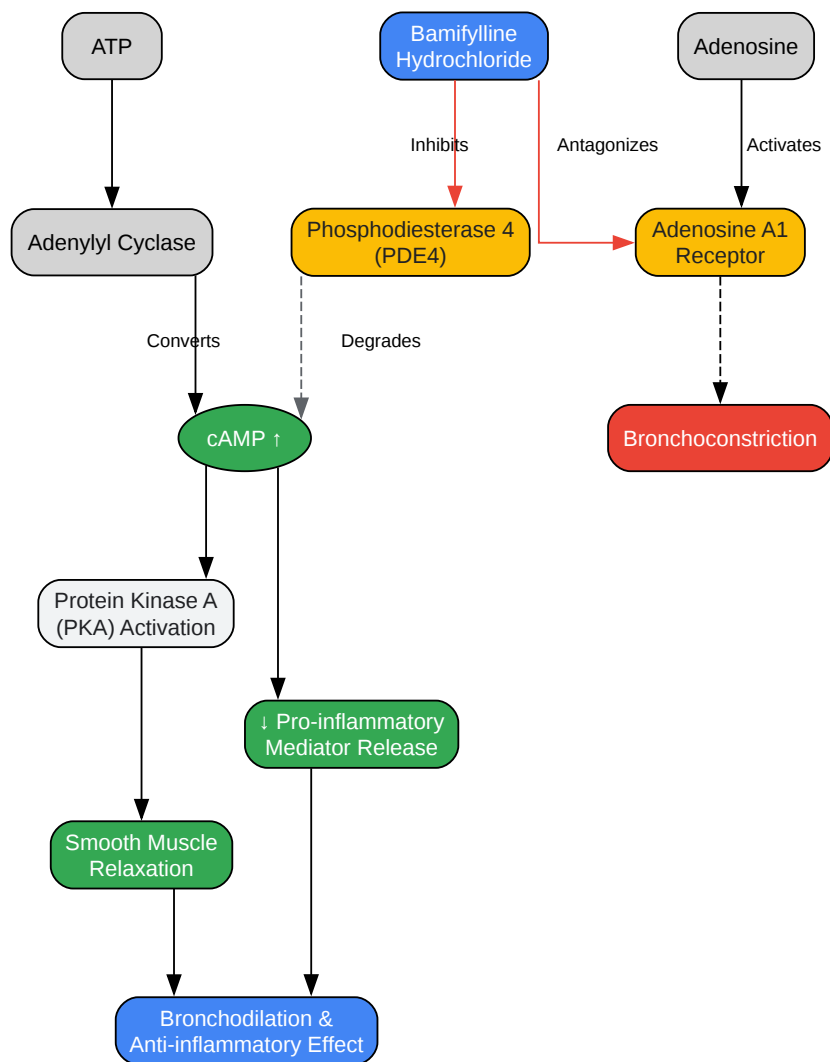 ATP
Bamifylline
Hydrochloride
Adenosine
Inhibits
Antagonizes
Activates
Adenylyl Cyclase
Phosphodiesterase 4
(PDE4)
Adenosine A1
Receptor
Converts
Degrades
cAMP ↑
Bronchoconstriction
Protein Kinase A
(PKA) Activation
↓ Pro-inflammatory
Mediator Release
Smooth Muscle
Relaxation
Bronchodilation &
Anti-inflammatory Effect